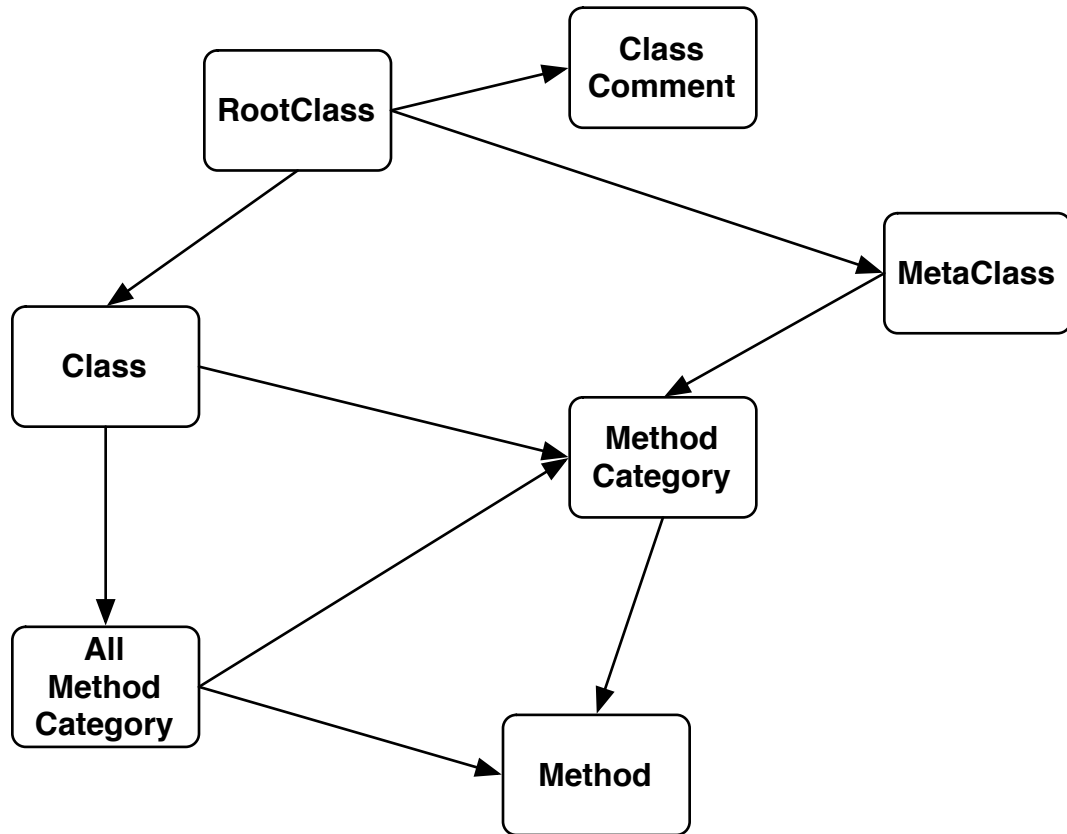 Class
Comment
RootClass
MetaClass
Class
Method
Category
All
Method
Category
Method